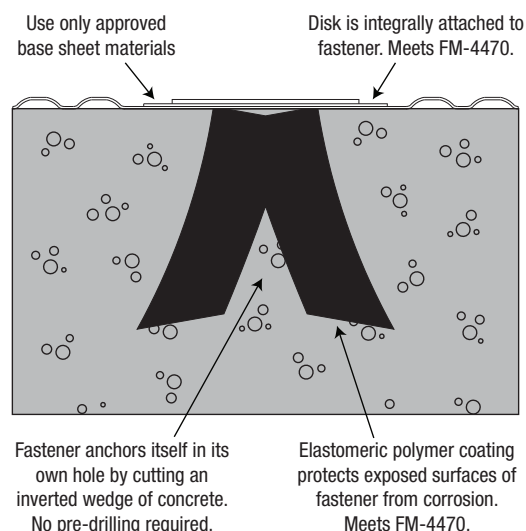 Use only approved
base sheet materials
Disk is integrally attached to
fastener. Meets FM-4470.
Fastener anchors itself in its
own hole by cutting an
inverted wedge of concrete.
No pre-drilling required.
Elastomeric polymer coating
protects exposed surfaces of
fastener from corrosion.
Meets FM-4470.